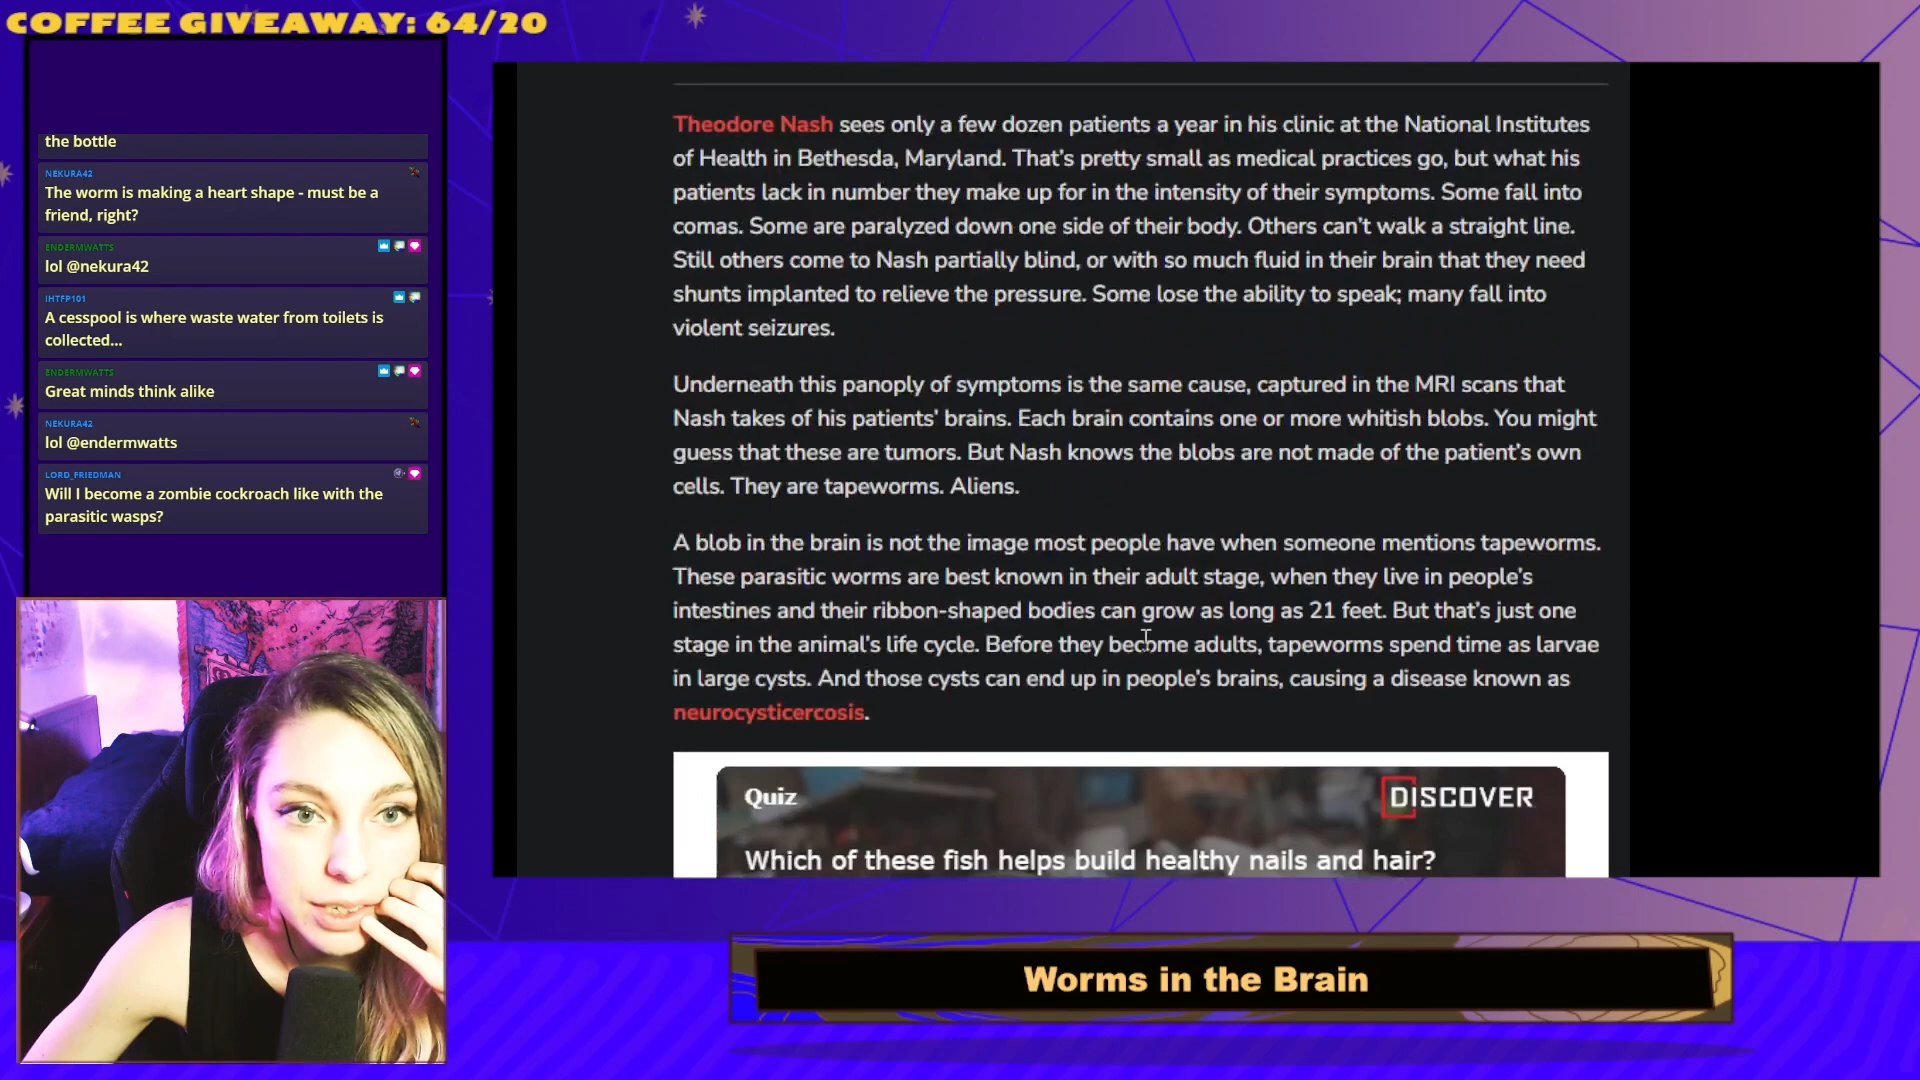 COFFEE GIVEAWAY: 64/20
the bottle
NEKURA42
The worm is making a heart shape - must be a
friend, right?
ENDERMWATTS
lol @nekura42
IHTFP101
A cesspool is where waste water from toilets is
collected...
ENDERMWATTS
Great minds think alike
NEKURA42
lol @endermwatts
LORD_FRIEDMAN
Will I become a zombie cockroach like with the
parasitic wasps?
Theodore Nash sees only a few dozen patients a year in his clinic at the National Institutes
of Health in Bethesda, Maryland. That’s pretty small as medical practices go, but what his
patients lack in number they make up for in the intensity of their symptoms. Some fall into
comas. Some are paralyzed down one side of their body. Others can’t walk a straight line.
Still others come to Nash partially blind, or with so much fluid in their brain that they need
shunts implanted to relieve the pressure. Some lose the ability to speak; many fall into
violent seizures.
Underneath this panoply of symptoms is the same cause, captured in the MRI scans that
Nash takes of his patients’ brains. Each brain contains one or more whitish blobs. You might
guess that these are tumors. But Nash knows the blobs are not made of the patient’s own
cells. They are tapeworms. Aliens.
A blob in the brain is not the image most people have when someone mentions tapeworms.
These parasitic worms are best known in their adult stage, when they live in people’s
intestines and their ribbon-shaped bodies can grow as long as 21 feet. But that’s just one
stage in the animal’s life cycle. Before they become adults, tapeworms spend time as larvae
in large cysts. And those cysts can end up in people’s brains, causing a disease known as
neurocysticercosis.
Quiz
DISCOVER
Which of these fish helps build healthy nails and hair?
Worms in the Brain